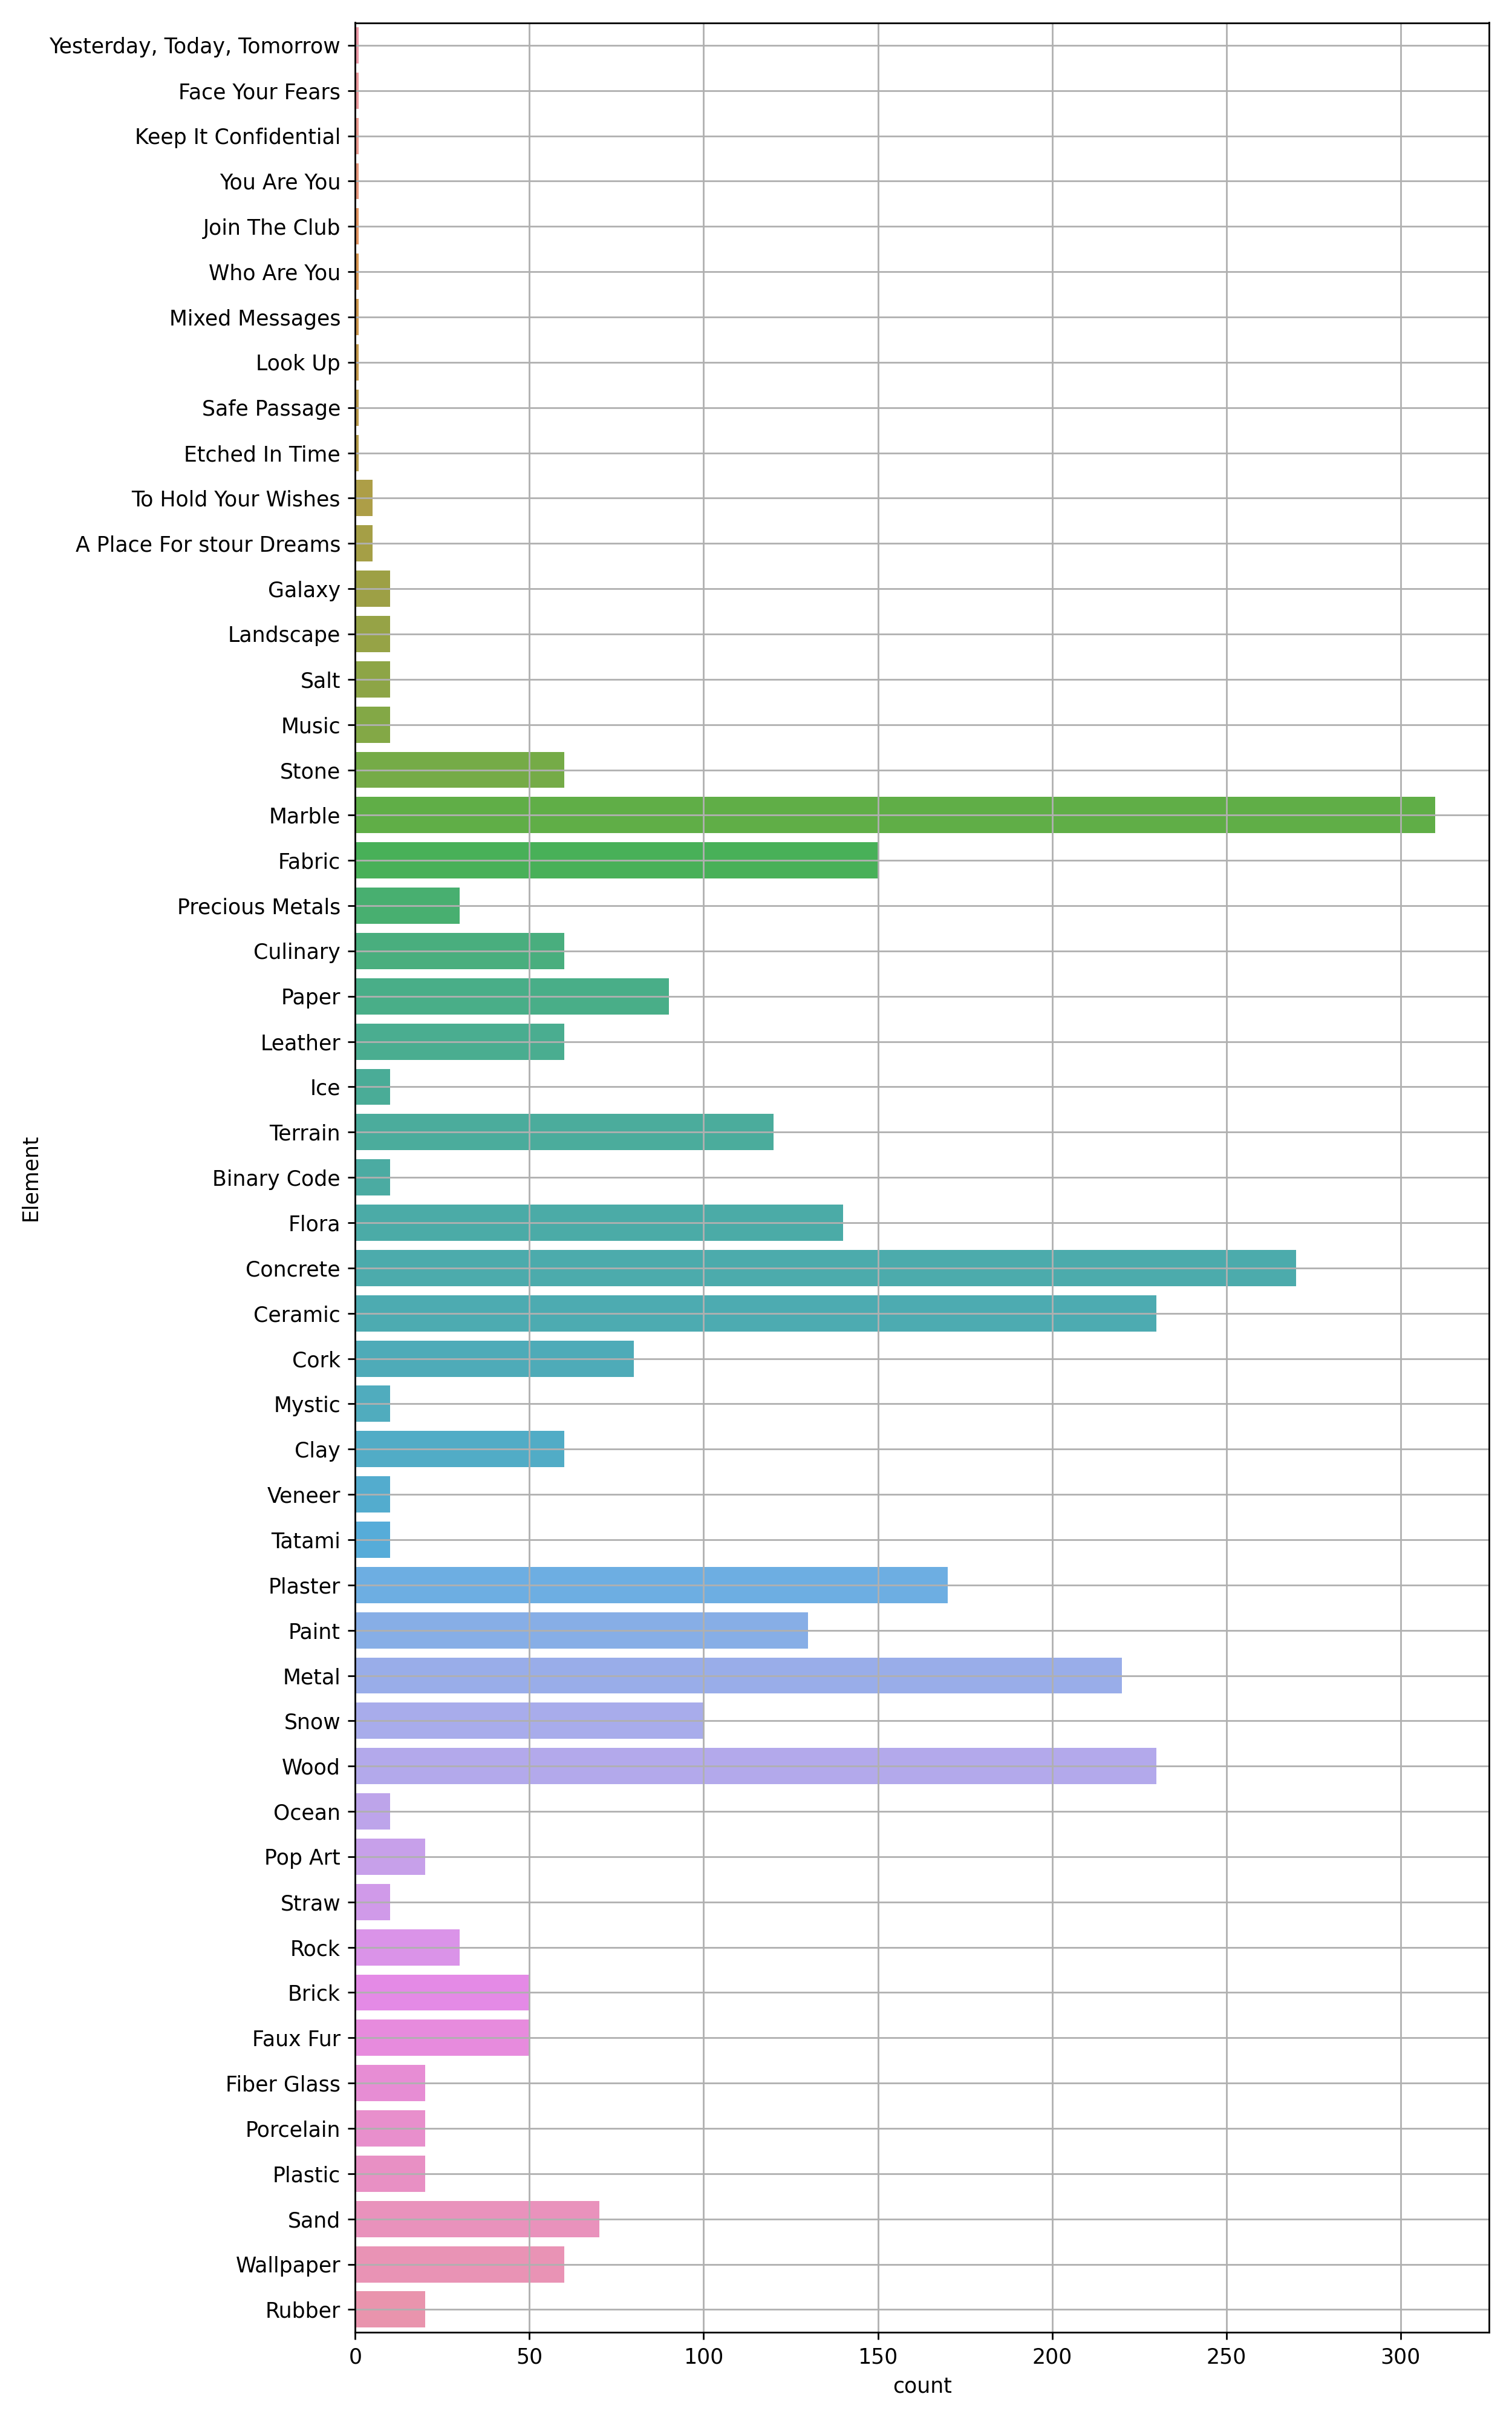 Yesterday, Today, Tomorrow
Face Your Fears
Keep It Confidential
You Are You
Join The Club
Who Are You
Mixed Messages
Look Up
Safe Passage
Etched In Time
To Hold Your Wishes
A Place For stour Dreams
Galaxy
Landscape
Salt
Music
Stone
Marble
Fabric
Precious Metals
Culinary
Paper
Leather
Ice
Terrain
Binary Code
Flora
Concrete
Ceramic
Cork
Mystic
Clay
Veneer
Tatami
Plaster
Paint
Metal
Snow
Wood
Ocean
Pop Art
Straw
Rock
Brick
Faux Fur
Fiber Glass
Porcelain
Plastic
Sand
Wallpaper
Rubber
Element
0 50 100 150 200 250 300
count